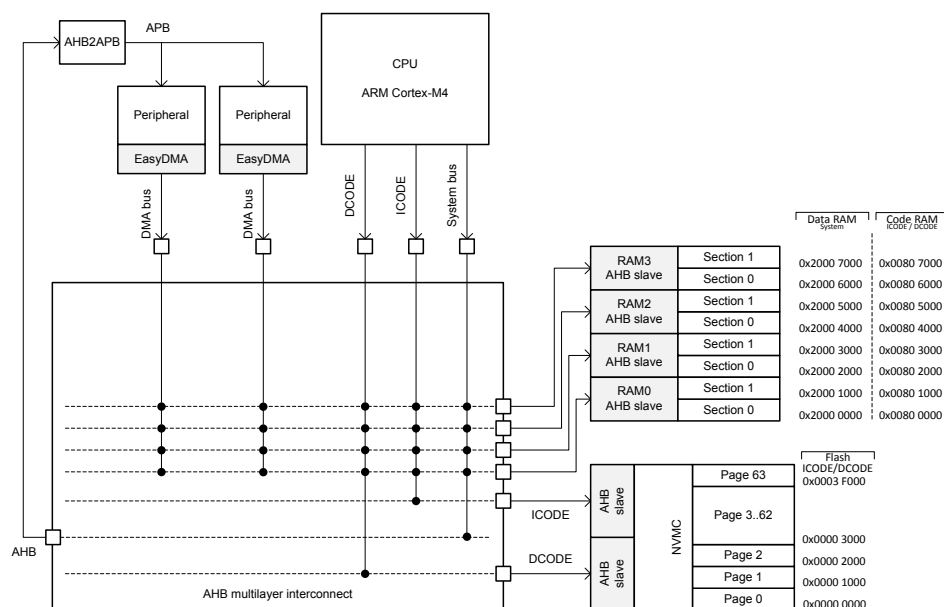 APB
AHB2APB
CPU
ARM Cortex-M4
Peripheral
Peripheral
EasyDMA
EasyDMA
DMA bus
DMA bus
DCODE
ICODE
System bus
Data RAM
System
Code RAM
ICODE / DCODE
RAM3
AHB slave
Section 1
Section 0
0x2000 7000
0x0080 7000
0x2000 6000
0x0080 6000
RAM2
AHB slave
Section 1
Section 0
0x2000 5000
0x0080 5000
0x2000 4000
0x0080 4000
RAM1
AHB slave
Section 1
Section 0
0x2000 3000
0x0080 3000
0x2000 2000
0x0080 2000
RAM0
AHB slave
Section 1
Section 0
0x2000 1000
0x0080 1000
0x2000 0000
0x0080 0000
Flash
ICODE/DCODE
0x0003 F000
Page 63
AHB
slave
ICODE
NVMC
Page 3..62
0x0000 3000
AHB
DCODE
AHB
slave
Page 2
0x0000 2000
Page 1
0x0000 1000
Page 0
0x0000 0000
AHB multilayer interconnect